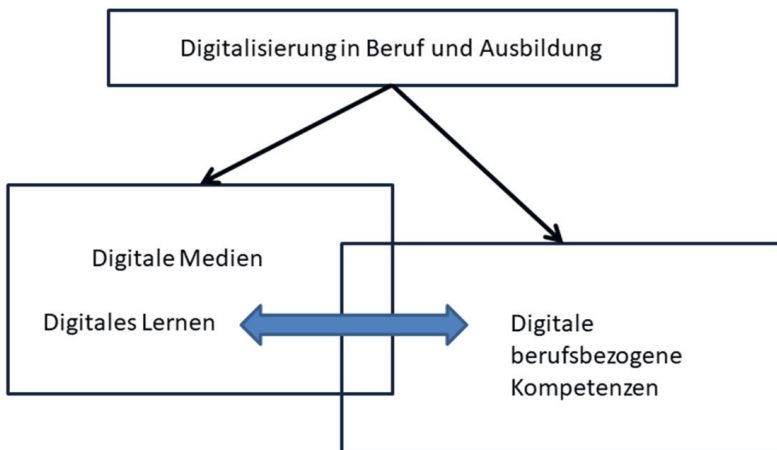 Digitalisierung in Beruf und Ausbildung
Digitale Medien
Digitales Lernen
Digitale
berufsbezogene
Kompetenzen